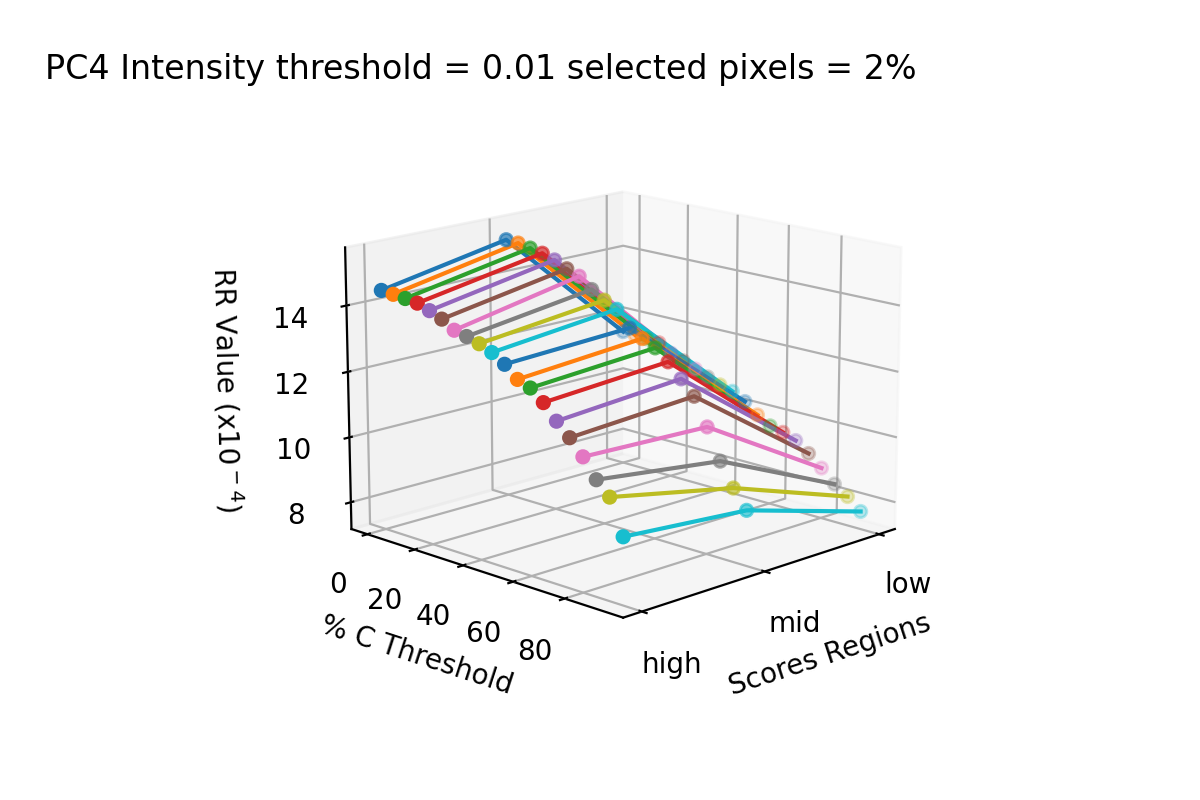 PC4 Intensity threshold = 0.01 selected pixels = 2%
RR Value (x10⁻⁴)
14
12
10
8
0
20
40
60
80
% C Threshold
high
mid
low
Scores Regions